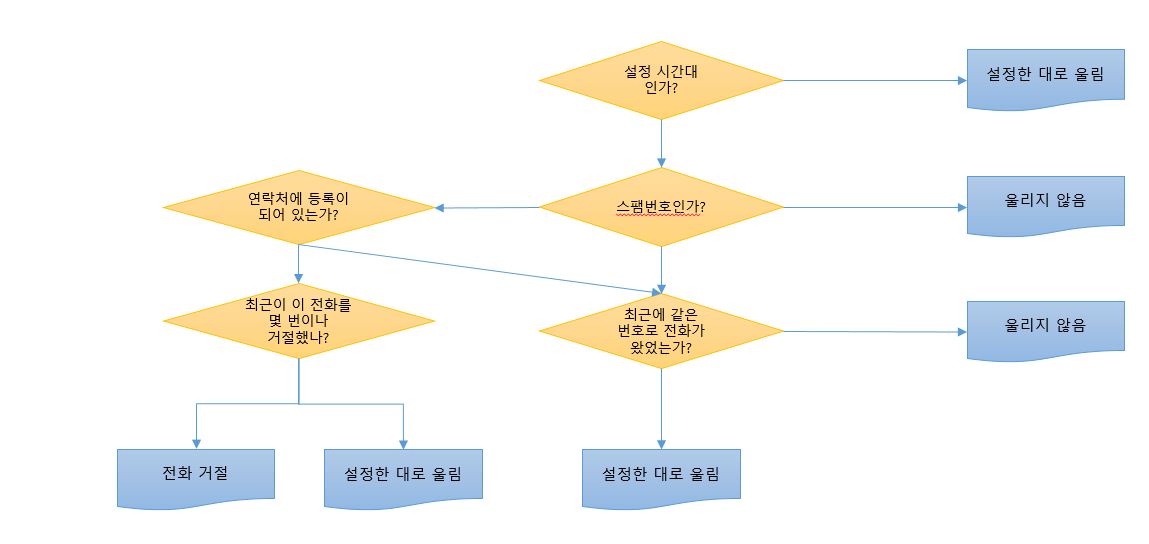 설정 시간대
인가?
설정한 대로 울림
연락처에 등록이
되어 있는가?
스팸번호인가?
울리지 않음
최근이 이 전화를
몇 번이나
거절했나?
최근에 같은
번호로 전화가
왔었는가?
울리지 않음
전화 거절
설정한 대로 울림
설정한 대로 울림